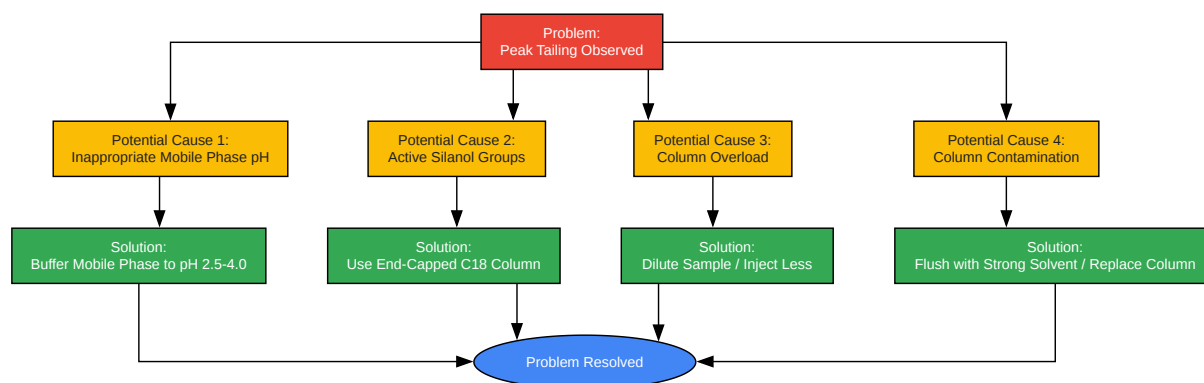 Problem:
Peak Tailing Observed
Potential Cause 1:
Inappropriate Mobile Phase pH
Potential Cause 2:
Active Silanol Groups
Potential Cause 3:
Column Overload
Potential Cause 4:
Column Contamination
Solution:
Buffer Mobile Phase to pH 2.5-4.0
Solution:
Use End-Capped C18 Column
Solution:
Dilute Sample / Inject Less
Solution:
Flush with Strong Solvent / Replace Column
Problem Resolved